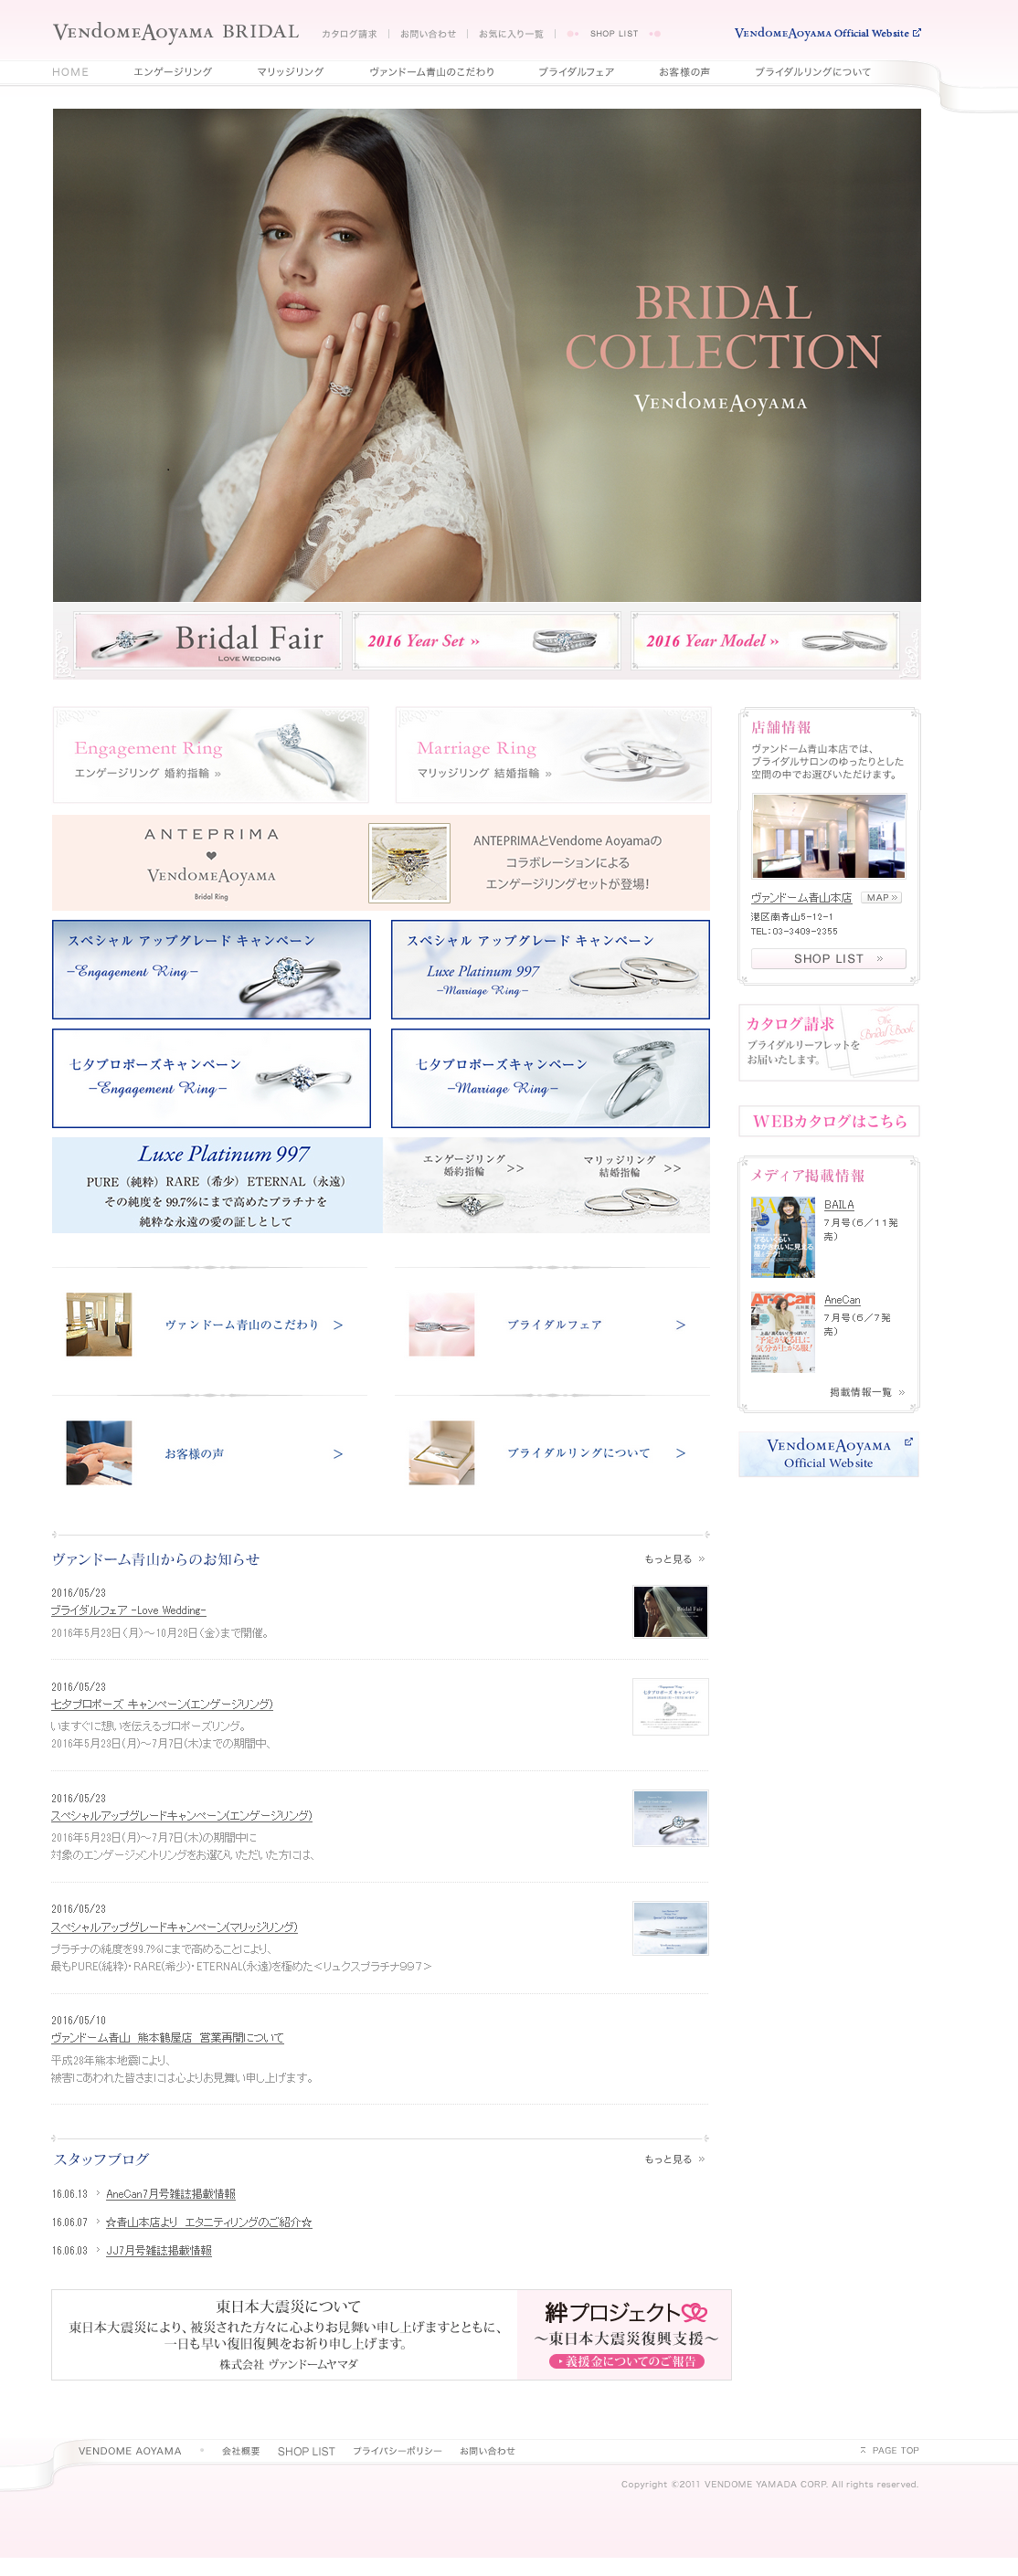 VENDOMEAOYAMA BRIDAL
カタログ請求
お問い合わせ
お気に入り一覧
SHOP LIST
VENDOMEAOYAMA Official Website
HOME
エンゲージリング
マリッジリング
ヴァンドーム青山のこだわり
ブライダルフェア
お客様の声
ブライダルリングについて
BRIDAL
COLLECTION
VENDOMEAOYAMA
Bridal Fair
LOVE WEDDING
2016 Year Set »
2016 Year Model »
Engagement Ring
エンゲージリング 婚約指輪 »
Marriage Ring
マリッジリング 結婚指輪 »
ANTEPRIMA
VENDOMEAOYAMA
Bridal Ring
ANTEPRIMAとVendome Aoyamaの
コラボレーションによる
エンゲージリングセットが登場!
スペシャル アップグレード キャンペーン
-Engagement Ring-
スペシャル アップグレード キャンペーン
Luxe Platinum 997
-Marriage Ring-
七夕プロポーズキャンペーン
-Engagement Ring-
七夕プロポーズキャンペーン
-Marriage Ring-
Luxe Platinum 997
PURE（純粋）RARE（希少）ETERNAL（永遠）
その純度を 99.7%にまで高めたプラチナを
純粋な永遠の愛の証しとして
エンゲージリング
婚約指輪 >>
マリッジリング
結婚指輪 >>
ヴァンドーム青山のこだわり >
ブライダルフェア >
お客様の声 >
ブライダルリングについて >
店舗情報
ヴァンドーム青山本店では、
ブライダルサロンのゆったりとした
空間の中でお選びいただけます。
ヴァンドーム青山本店 MAP »
港区南青山5-12-1
TEL:03-3409-2355
SHOP LIST »
カタログ請求
ブライダルリーフレットを
お届いたします。
The
Bridal Book
WEBカタログはこちら
メディア掲載情報
BAILA
7月号(6／11発
売)
AneCan
7月号(6／7発
売)
掲載情報一覧 »
VENDOMEAOYAMA
Official Website
ヴァンドーム青山からのお知らせ
もっと見る »
2016/05/23
ブライダルフェア -Love Wedding-
2016年5月23日(月)～10月28日(金)まで開催。
2016/05/23
七夕プロポーズ キャンペーン(エンゲージリング)
いますぐに想いを伝えるプロポーズリング。
2016年5月23日(月)～7月7日(木)までの期間中、
2016/05/23
スペシャルアップグレードキャンペーン(エンゲージリング)
2016年5月23日(月)～7月7日(木)の期間中に
対象のエンゲージメントリングをお選びいただいた方には、
2016/05/23
スペシャルアップグレードキャンペーン(マリッジリング)
プラチナの純度を99.7%にまで高めることにより、
最もPURE(純粋)・RARE(希少)・ETERNAL(永遠)を極めた＜リュクスプラチナ９９７＞
2016/05/10
ヴァンドーム青山　熊本鶴屋店　営業再開について
平成28年熊本地震により、
被害にあわれた皆さまには心よりお見舞い申し上げます。
スタッフブログ
もっと見る »
16.06.13 AneCan7月号雑誌掲載情報
16.06.07 ☆青山本店より　エタニティリングのご紹介☆
16.06.03 JJ7月号雑誌掲載情報
東日本大震災について
東日本大震災により、被災された方々に心よりお見舞い申し上げますとともに、
一日も早い復旧復興をお祈り申し上げます。
株式会社 ヴァンドームヤマダ
絆プロジェクト
～東日本大震災復興支援～
義援金についてのご報告
VENDOME AOYAMA
会社概要
SHOP LIST
プライバシーポリシー
お問い合わせ
PAGE TOP
Copyright ©2011 VENDOME YAMADA CORP. All rights reserved.